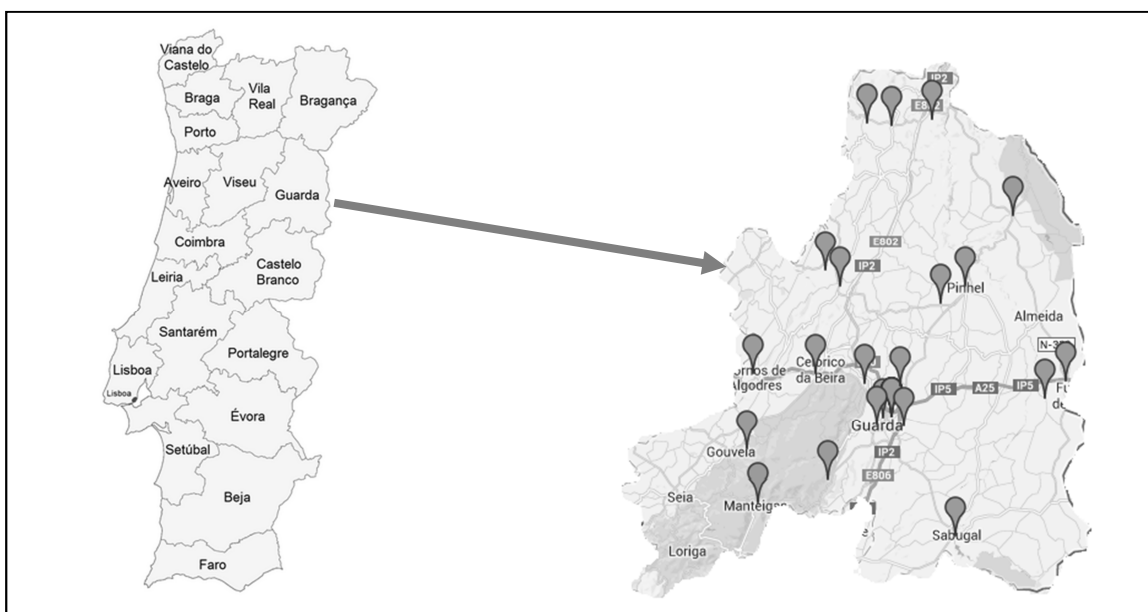 Viana do
Castelo
Braga
Vila
Real
Bragança
Porto
Aveiro
Viseu
Guarda
Coimbra
Castelo
Branco
Leiria
Santarém
Portalegre
Lisboa
Lisboa
Évora
Setúbal
Beja
Faro
IP2
E802
IP2
Pinhel
Almeida
Celorico
da Beira
Algodres
IP5
A25
IP5
Guarda
IP2
E806
Gouveia
Seia
Manteigas
Loriga
Sabugal